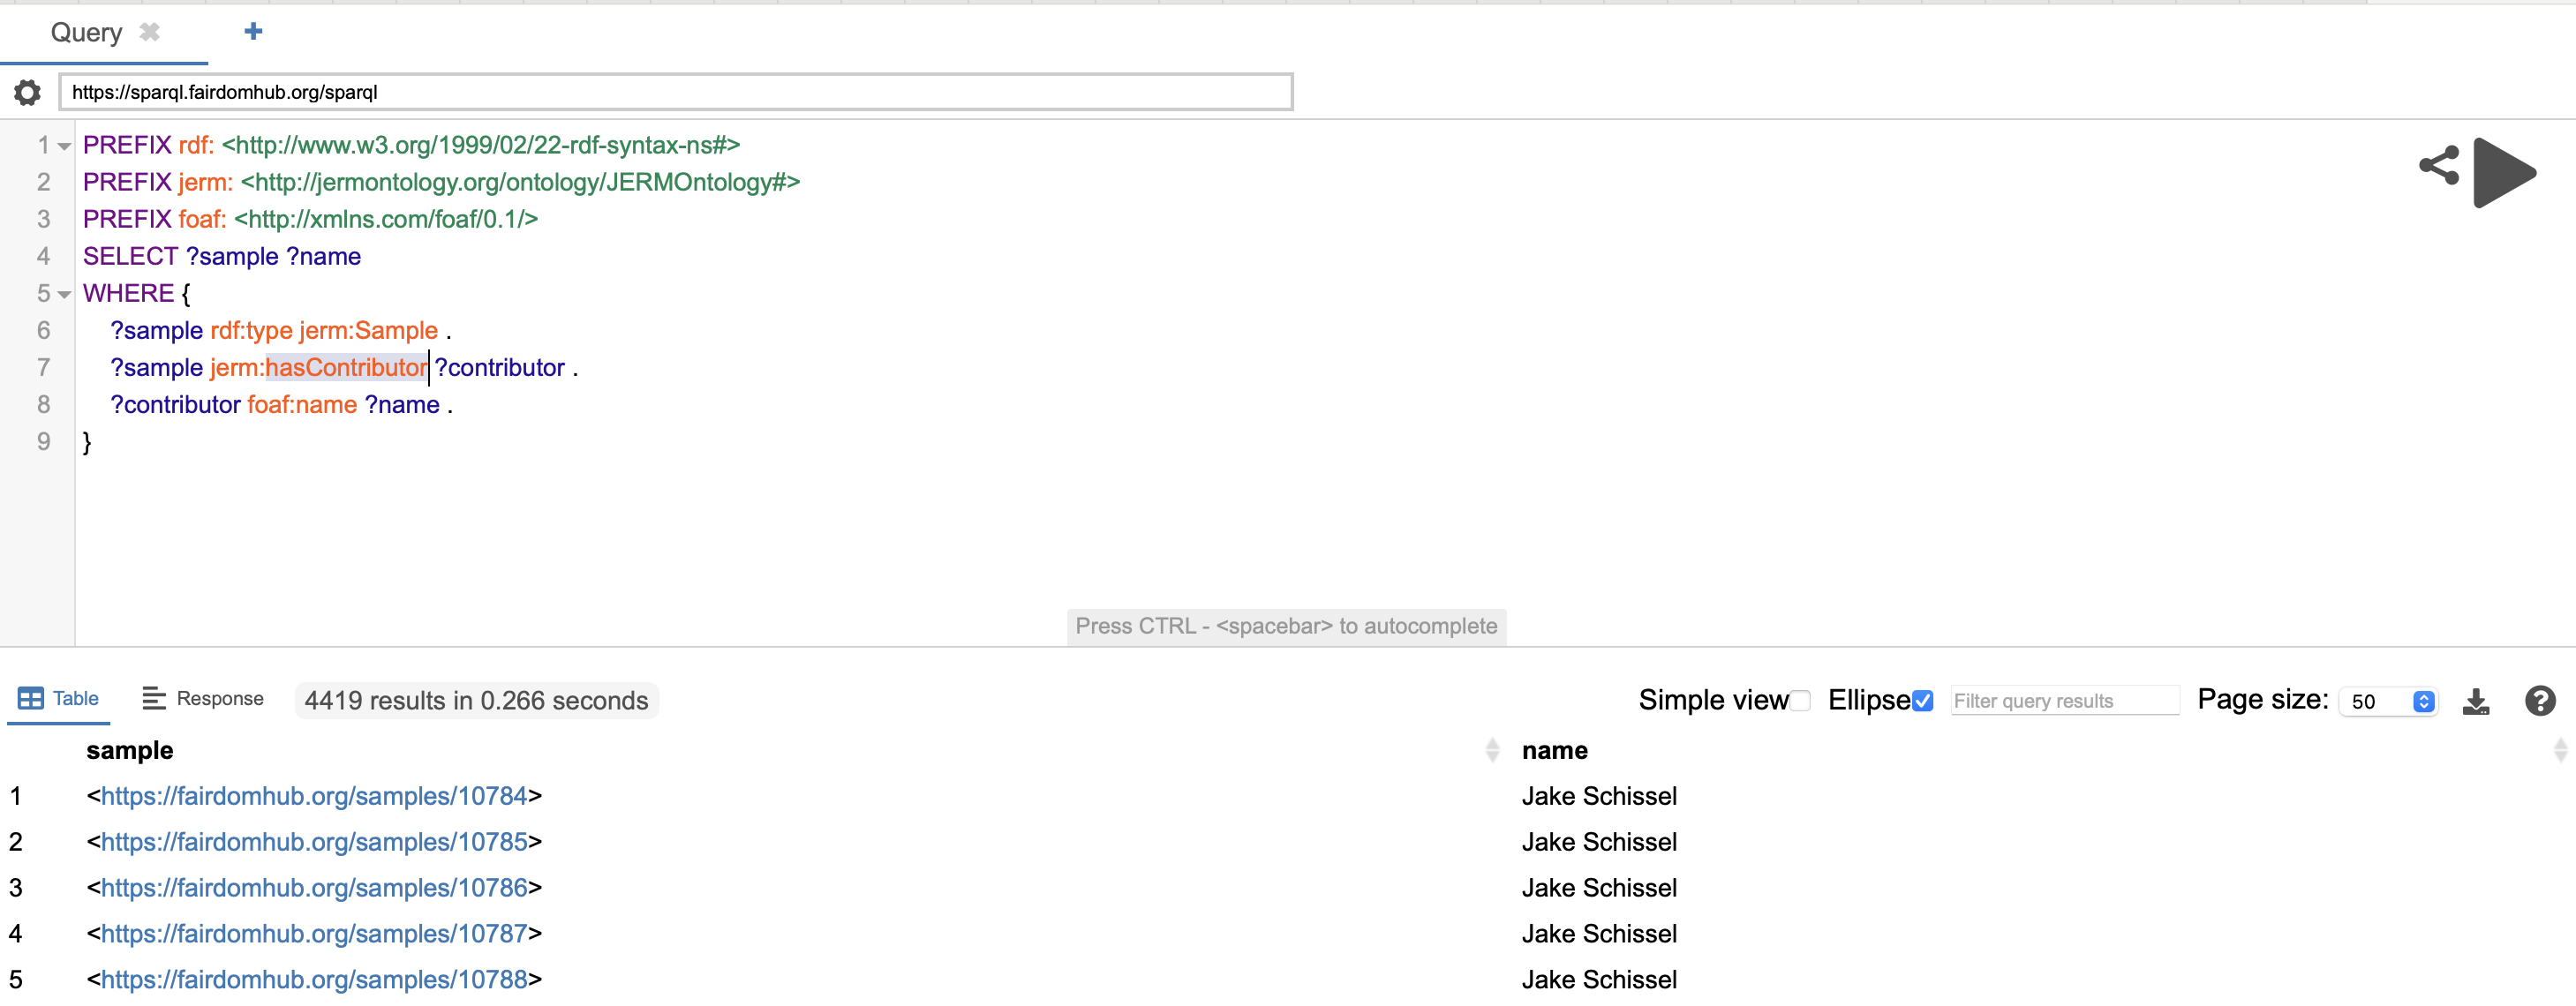 Query
https://sparql.fairdomhub.org/sparql
1 PREFIX rdf: <http://www.w3.org/1999/02/22-rdf-syntax-ns#>
2 PREFIX jerm: <http://jermontology.org/ontology/JERMOntology#>
3 PREFIX foaf: <http://xmlns.com/foaf/0.1/>
4 SELECT ?sample ?name
5 WHERE {
6 ?sample rdf:type jerm:Sample .
7 ?sample jerm:hasContributor ?contributor .
8 ?contributor foaf:name ?name .
9 }
Press CTRL - <spacebar> to autocomplete
Table Response 4419 results in 0.266 seconds Simple view Ellipse Filter query results Page size: 50
sample name
1 <https://fairdomhub.org/samples/10784> Jake Schissel
2 <https://fairdomhub.org/samples/10785> Jake Schissel
3 <https://fairdomhub.org/samples/10786> Jake Schissel
4 <https://fairdomhub.org/samples/10787> Jake Schissel
5 <https://fairdomhub.org/samples/10788> Jake Schissel